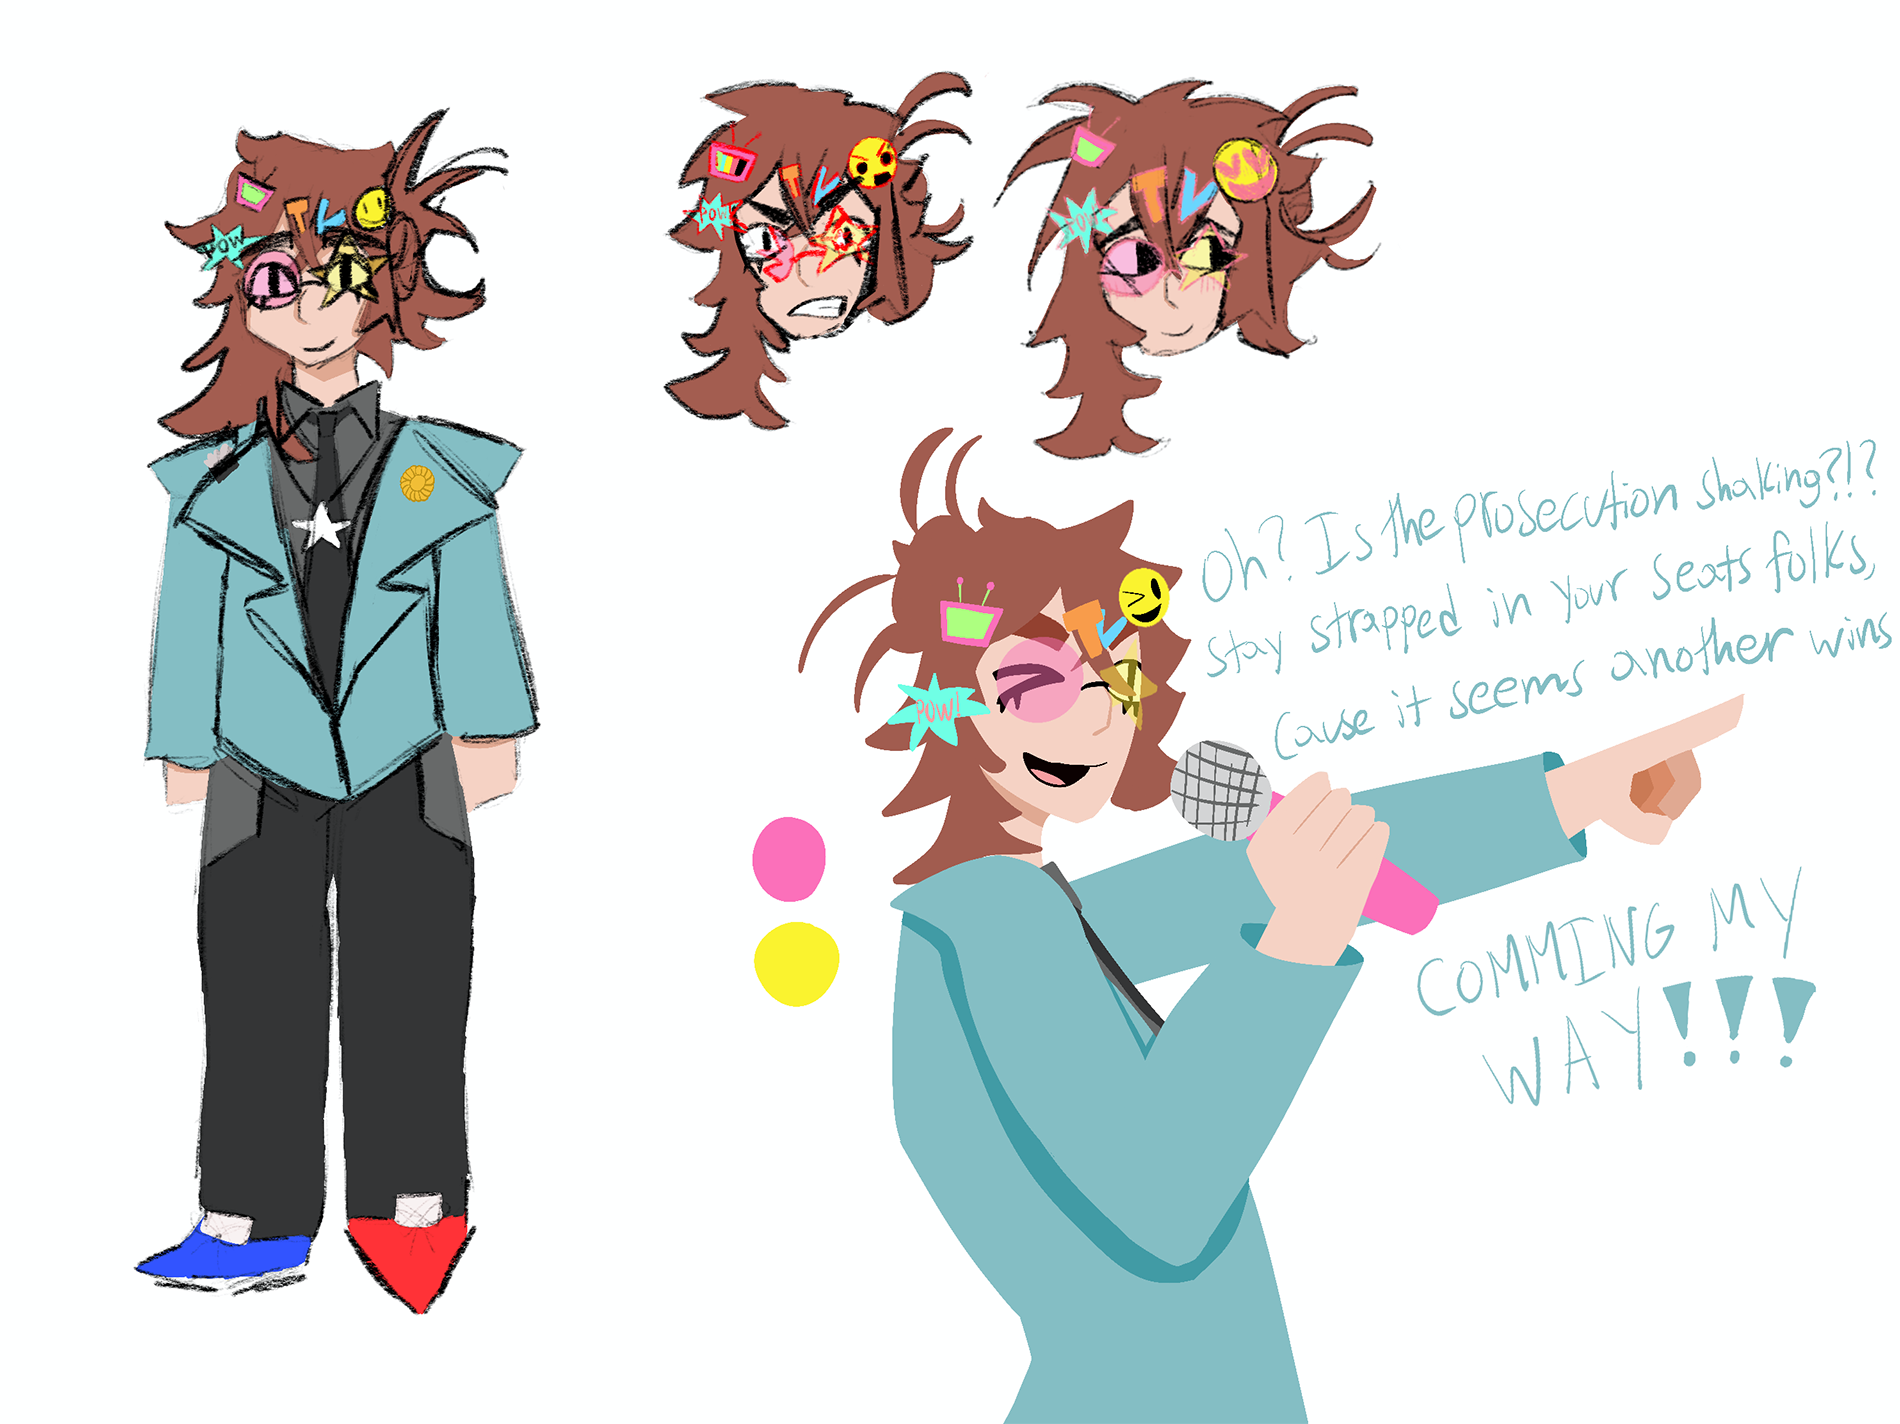 POW
TV
POW!
TV
POW!
TV
Oh? Is the prosecution shaking?!?
stay strapped in your seats folks,
cause it seems another wins
POW!
TV
COMMING MY
WAY!!!